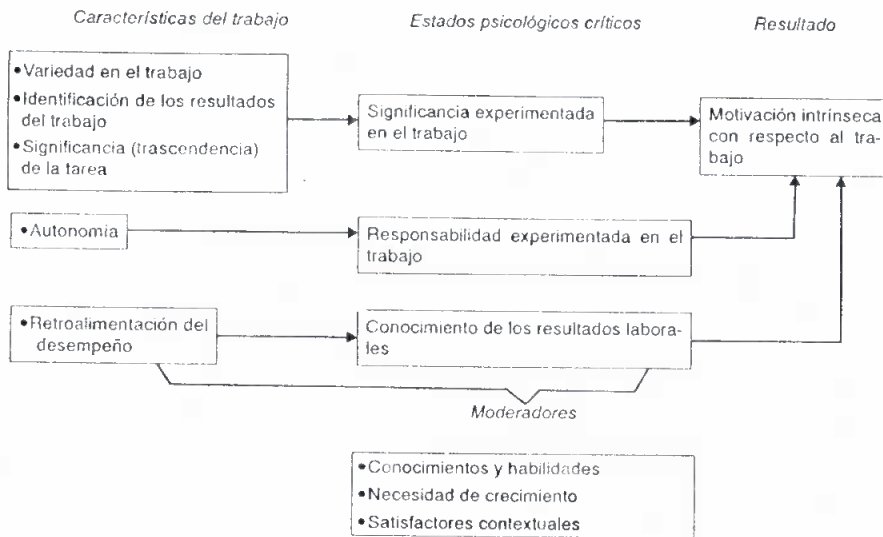 Características del trabajo
Estados psicológicos críticos
Resultado
•Variedad en el trabajo
•Identificación de los resultados
del trabajo
•Significancia (trascendencia)
de la tarea
Significancia experimentada
en el trabajo
Motivación intrínseca
con respecto al tra-
bajo
•Autonomía
Responsabilidad experimentada en el
trabajo
•Retroalimentación del
desempeño
Conocimiento de los resultados labora-
les
Moderadores
•Conocimientos y habilidades
•Necesidad de crecimiento
•Satisfactores contextuales